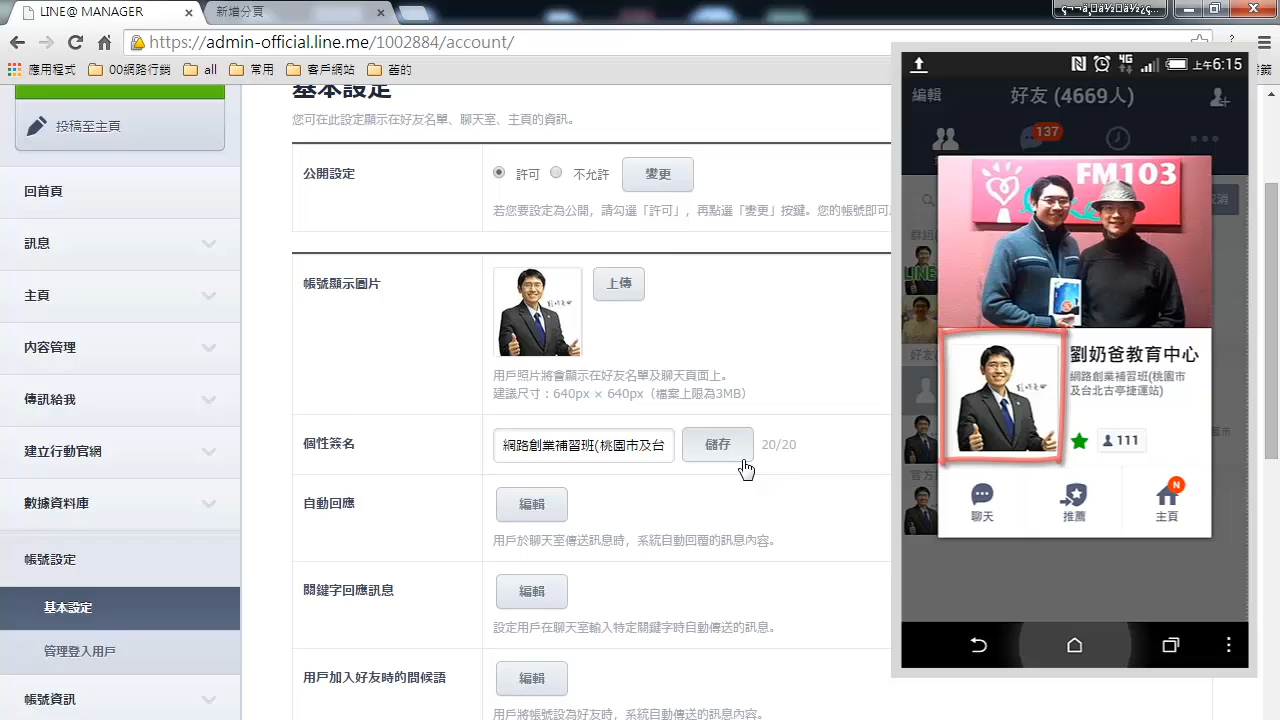 LINE@ MANAGER
新增分頁
https://admin-official.line.me/1002884/account/
應用程式
00網路行銷
all
常用
客戶網站
舊的
投稿至主頁
回首頁
訊息
主頁
內容管理
傳訊給我
建立行動官網
數據資料庫
帳號設定
基本設定
管理登入用戶
帳號資訊
基本設定
您可在此設定顯示在好友名單、聊天室、主頁的資訊。
公開設定
許可
不允許
變更
若您要設定為公開，請勾選「許可」，再點選「變更」按鍵。您的帳號即可
帳號顯示圖片
上傳
用戶照片將會顯示在好友名單及聊天頁面上。
建議尺寸：640px × 640px（檔案上限為3MB）
個性簽名
網路創業補習班(桃園市及台
儲存
20/20
自動回應
編輯
用戶於聊天室傳送訊息時，系統自動回覆的訊息內容。
關鍵字回應訊息
編輯
設定用戶在聊天室輸入特定關鍵字時自動傳送的訊息。
用戶加入好友時的問候語
編輯
用戶將帳號設為好友時，系統自動傳送的訊息內容。
4G
上午6:15
編輯
好友 (4669人)
137
取消
群組
LINE
好友
官方
FM103
劉奶爸教育中心
網路創業補習班(桃園市
及台北古亭捷運站)
111
聊天
推薦
N
主頁